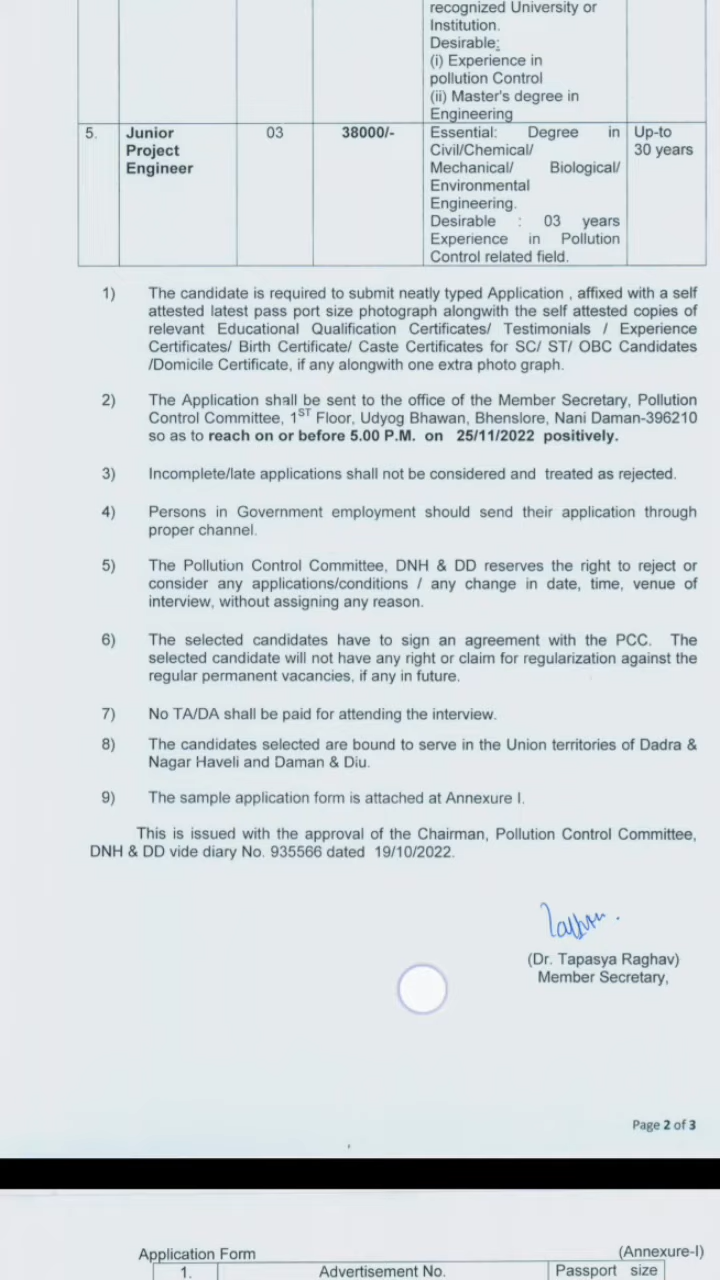 recognized University or
Institution.
Desirable:
(i) Experience in
pollution Control
(ii) Master's degree in
Engineering
5. Junior 03 38000/- Essential: Degree in Up-to
Project Civil/Chemical/ 30 years
Engineer Mechanical/ Biological/
Environmental
Engineering.
Desirable : 03 years
Experience in Pollution
Control related field.
1) The candidate is required to submit neatly typed Application , affixed with a self
attested latest pass port size photograph alongwith the self attested copies of
relevant Educational Qualification Certificates/ Testimonials / Experience
Certificates/ Birth Certificate/ Caste Certificates for SC/ ST/ OBC Candidates
/Domicile Certificate, if any alongwith one extra photo graph.
2) The Application shall be sent to the office of the Member Secretary, Pollution
Control Committee, 1ST Floor, Udyog Bhawan, Bhenslore, Nani Daman-396210
so as to reach on or before 5.00 P.M. on 25/11/2022 positively.
3) Incomplete/late applications shall not be considered and treated as rejected.
4) Persons in Government employment should send their application through
proper channel.
5) The Pollution Control Committee, DNH & DD reserves the right to reject or
consider any applications/conditions / any change in date, time, venue of
interview, without assigning any reason.
6) The selected candidates have to sign an agreement with the PCC. The
selected candidate will not have any right or claim for regularization against the
regular permanent vacancies, if any in future.
7) No TA/DA shall be paid for attending the interview.
8) The candidates selected are bound to serve in the Union territories of Dadra &
Nagar Haveli and Daman & Diu.
9) The sample application form is attached at Annexure I.
This is issued with the approval of the Chairman, Pollution Control Committee,
DNH & DD vide diary No. 935566 dated 19/10/2022.
(Dr. Tapasya Raghav)
Member Secretary,
Page 2 of 3
Application Form (Annexure-I)
1. Advertisement No. Passport size